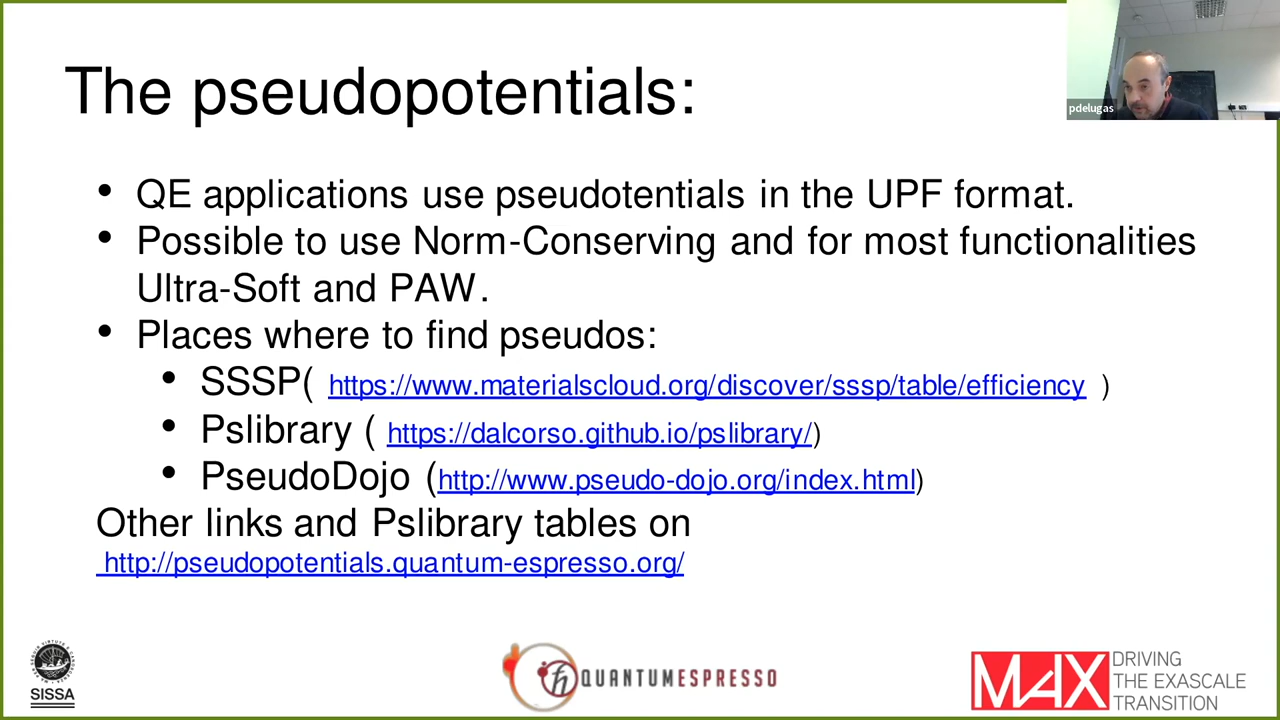 The pseudopotentials:
pdelugas
• QE applications use pseudotentials in the UPF format.
• Possible to use Norm-Conserving and for most functionalities
Ultra-Soft and PAW.
• Places where to find pseudos:
• SSSP( https://www.materialscloud.org/discover/sssp/table/efficiency )
• Pslibrary ( https://dalcorso.github.io/pslibrary/)
• PseudoDojo (http://www.pseudo-dojo.org/index.html)
Other links and Pslibrary tables on
http://pseudopotentials.quantum-espresso.org/
SISSA
QUANTUMESPRESSO
MAX
DRIVING
THE EXASCALE
TRANSITION